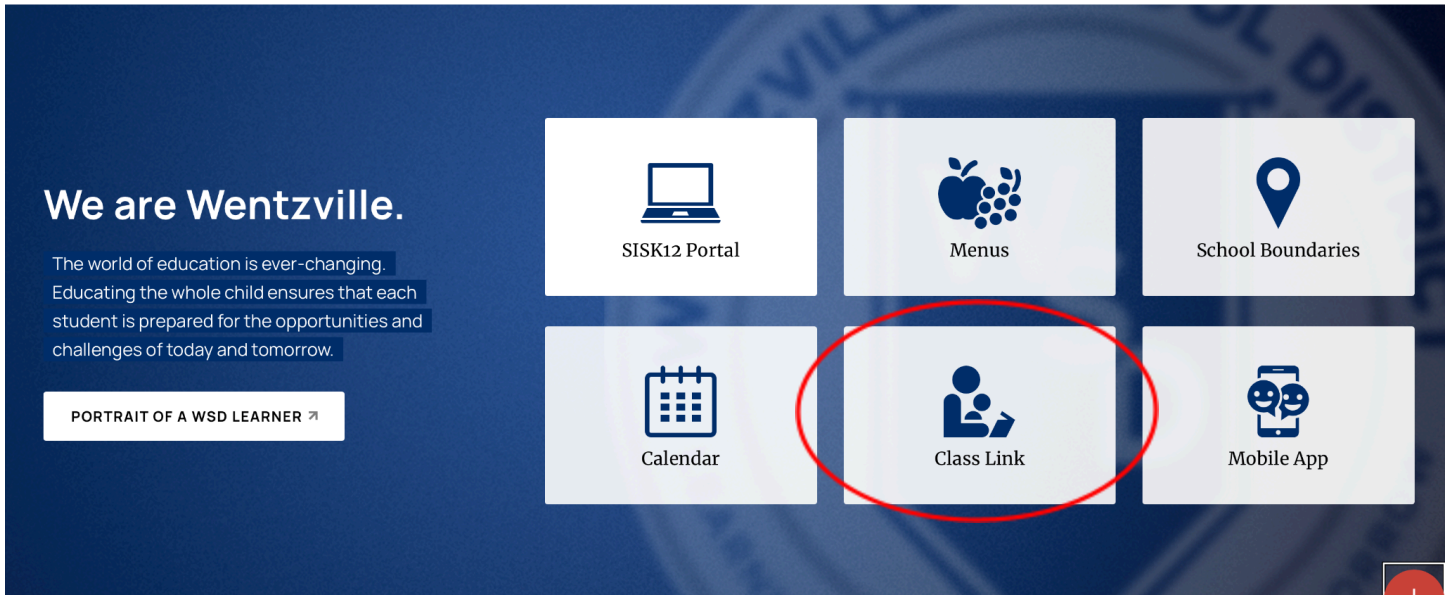 We are Wentzville.
The world of education is ever-changing.
Educating the whole child ensures that each
student is prepared for the opportunities and
challenges of today and tomorrow.
PORTRAIT OF A WSD LEARNER
SISK12 Portal
Menus
School Boundaries
Calendar
Class Link
Mobile App